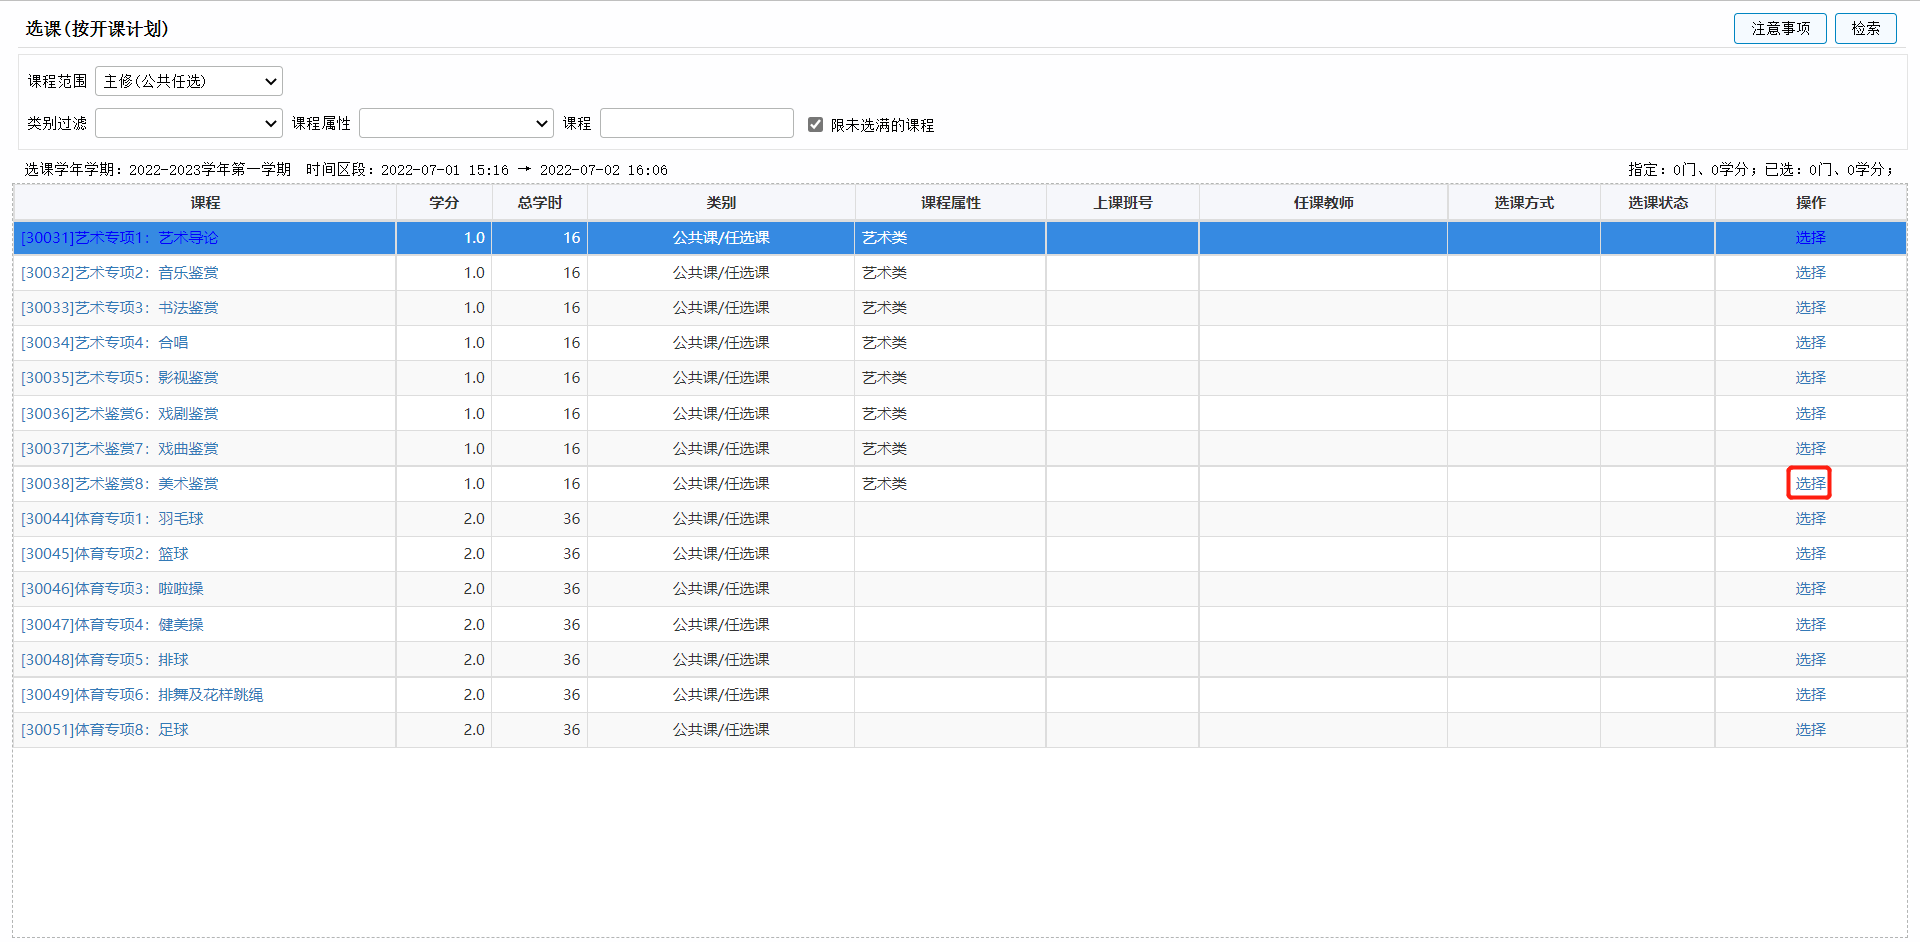 选课(按开课计划)
注意事项 检索
课程范围 主修(公共任选)
类别过滤 课程属性 课程 限未选满的课程
选课学年学期：2022-2023学年第一学期 时间区段：2022-07-01 15:16 → 2022-07-02 16:06 指定：0门、0学分；已选：0门、0学分；
课程 学分 总学时 类别 课程属性 上课班号 任课教师 选课方式 选课状态 操作
[30031]艺术专项1：艺术导论 1.0 16 公共课/任选课 艺术类 选择
[30032]艺术专项2：音乐鉴赏 1.0 16 公共课/任选课 艺术类 选择
[30033]艺术专项3：书法鉴赏 1.0 16 公共课/任选课 艺术类 选择
[30034]艺术专项4：合唱 1.0 16 公共课/任选课 艺术类 选择
[30035]艺术专项5：影视鉴赏 1.0 16 公共课/任选课 艺术类 选择
[30036]艺术鉴赏6：戏剧鉴赏 1.0 16 公共课/任选课 艺术类 选择
[30037]艺术鉴赏7：戏曲鉴赏 1.0 16 公共课/任选课 艺术类 选择
[30038]艺术鉴赏8：美术鉴赏 1.0 16 公共课/任选课 艺术类 选择
[30044]体育专项1：羽毛球 2.0 36 公共课/任选课 选择
[30045]体育专项2：篮球 2.0 36 公共课/任选课 选择
[30046]体育专项3：啦啦操 2.0 36 公共课/任选课 选择
[30047]体育专项4：健美操 2.0 36 公共课/任选课 选择
[30048]体育专项5：排球 2.0 36 公共课/任选课 选择
[30049]体育专项6：排舞及花样跳绳 2.0 36 公共课/任选课 选择
[30051]体育专项8：足球 2.0 36 公共课/任选课 选择